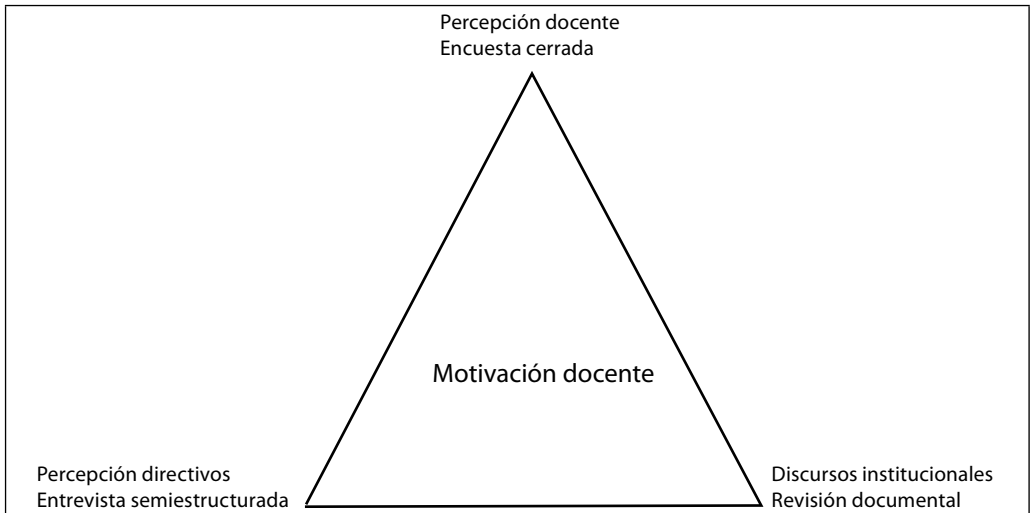 Percepción docente
Encuesta cerrada
Motivación docente
Percepción directivos
Entrevista semiestructurada
Discursos institucionales
Revisión documental